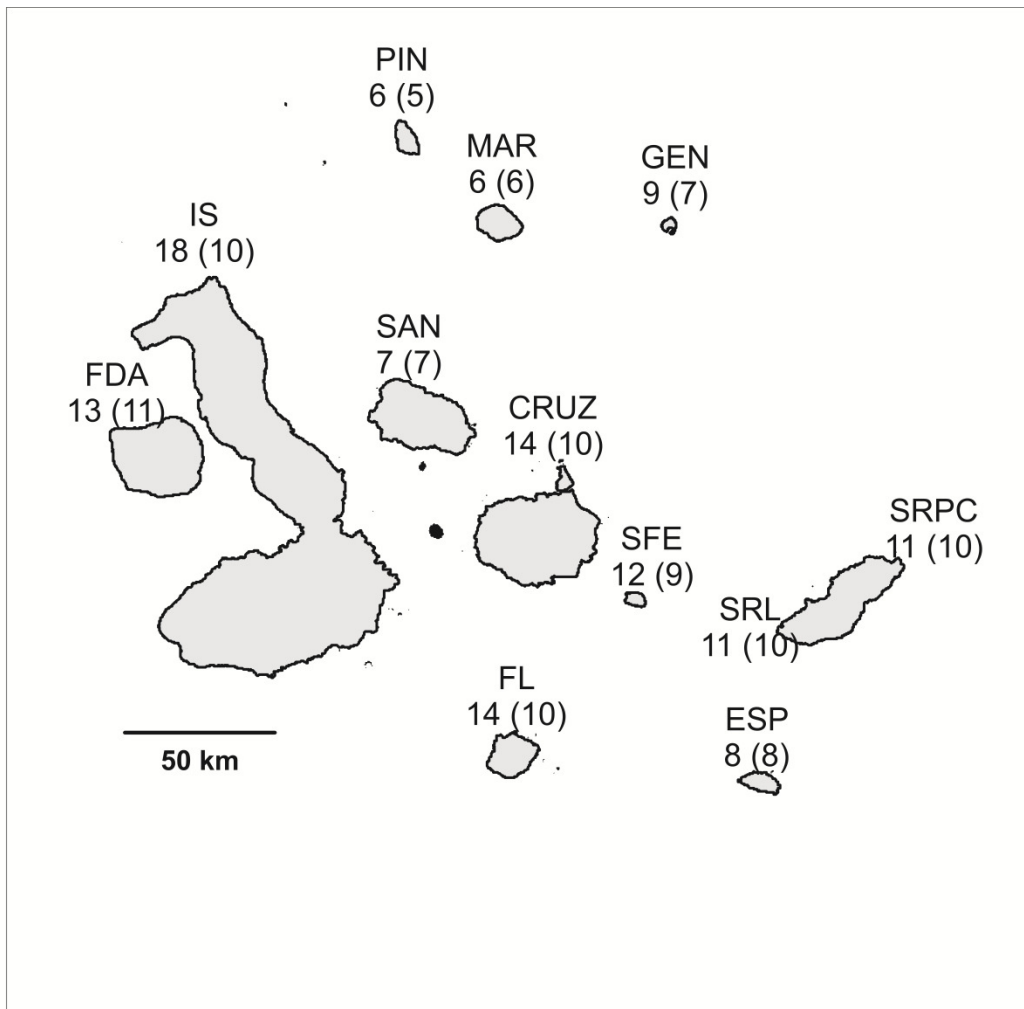 PIN
6 (5)
MAR
6 (6)
GEN
9 (7)
IS
18 (10)
SAN
7 (7)
FDA
13 (11)
CRUZ
14 (10)
SRPC
11 (10)
SFE
12 (9)
SRL
11 (10)
FL
14 (10)
ESP
8 (8)
50 km